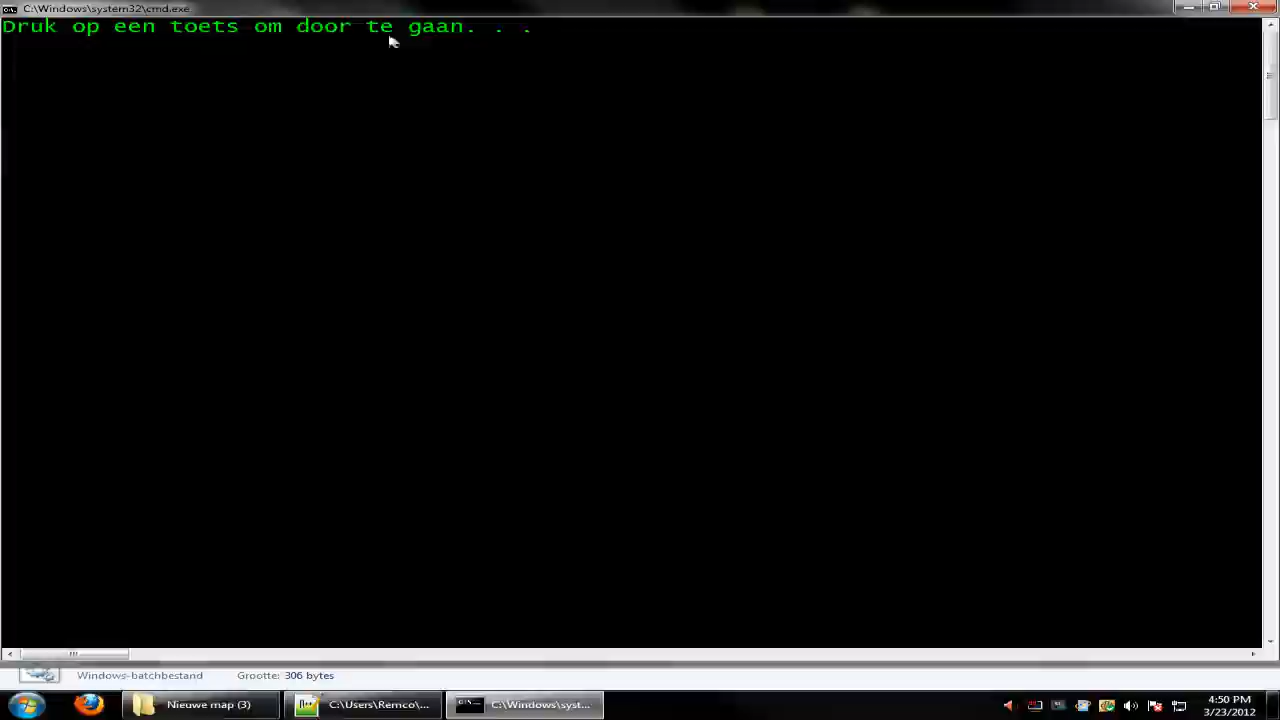 C:\Windows\system32\cmd.exe
Druk op een toets om door te gaan. . .
Windows-batchbestand Grootte: 306 bytes
Nieuwe map (3) C:\Users\Remco\... C:\Windows\syst... 4:50 PM
3/23/2012